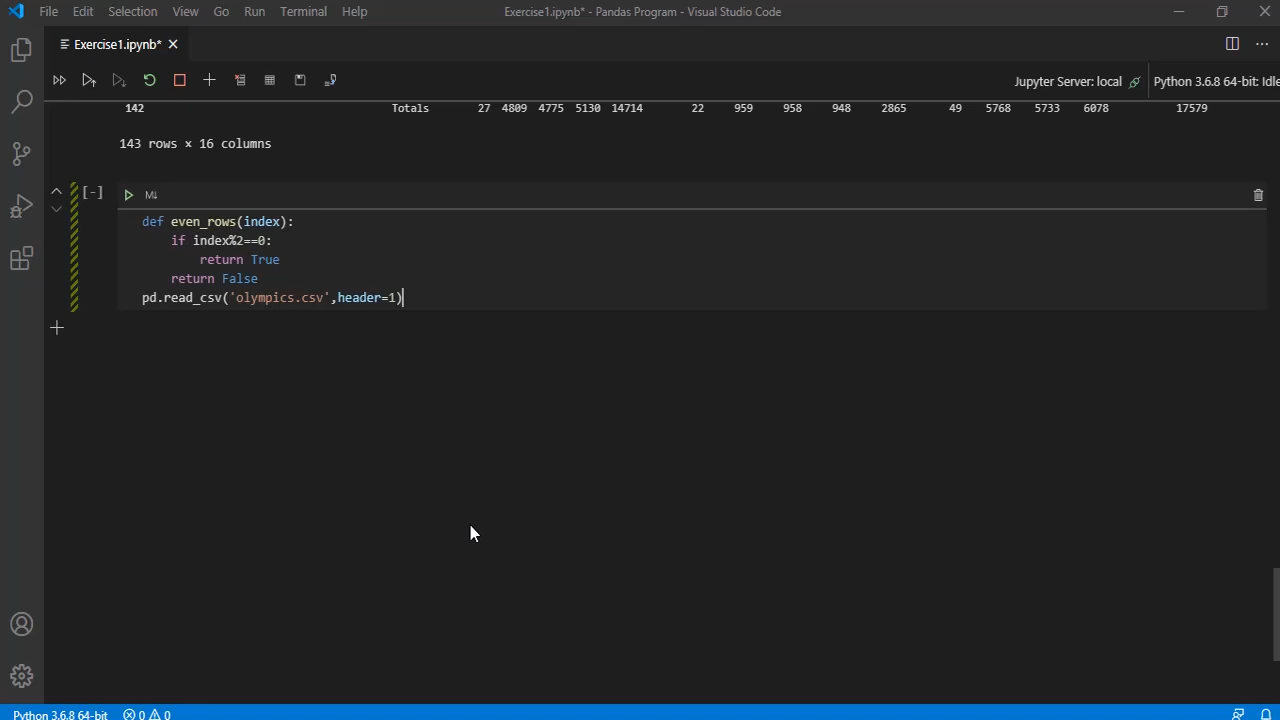 File Edit Selection View Go Run Terminal Help Exercise1.ipynb* - Pandas Program - Visual Studio Code
Exercise1.ipynb*
Jupyter Server: local Python 3.6.8 64-bit: Idle
142 Totals 27 4809 4775 5130 14714 22 959 958 948 2865 49 5768 5733 6078 17579
143 rows × 16 columns
[-] M↓
def even_rows(index):
if index%2==0:
return True
return False
pd.read_csv('olympics.csv',header=1)
Python 3.6.8 64-bit 0 0